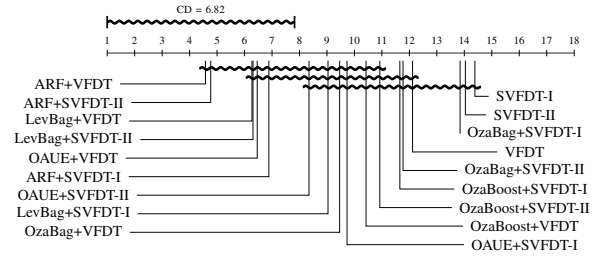 CD = 6.82
1 2 3 4 5 6 7 8 9 10 11 12 13 14 15 16 17 18
ARF+VFDT
ARF+SVFDT-II
LevBag+VFDT
LevBag+SVFDT-II
OAUE+VFDT
ARF+SVFDT-I
OAUE+SVFDT-II
LevBag+SVFDT-I
OzaBag+VFDT
SVFDT-I
SVFDT-II
OzaBag+SVFDT-I
VFDT
OzaBag+SVFDT-II
OzaBoost+SVFDT-I
OzaBoost+SVFDT-II
OzaBoost+VFDT
OAUE+SVFDT-I